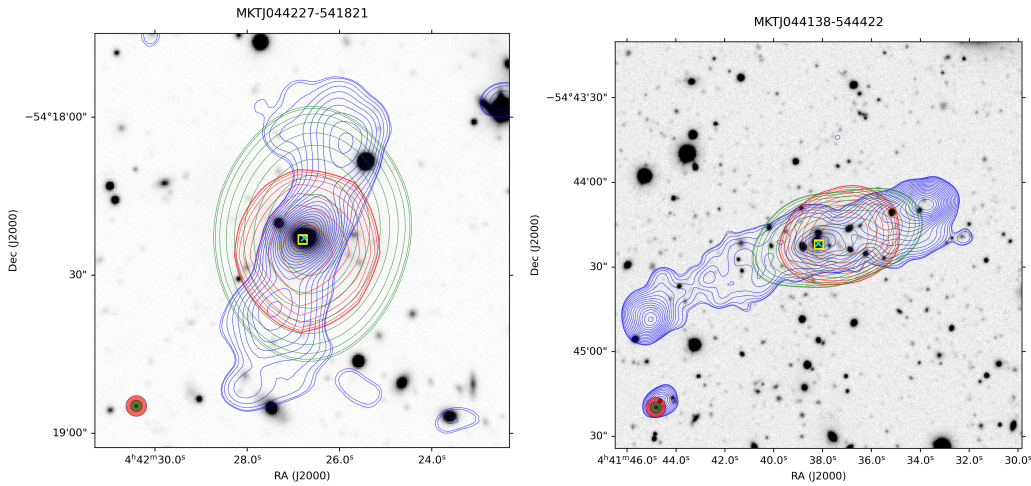 MKTJ044227-541821
Dec (J2000)
−54°18'00"
30"
19'00"
4ʰ42ᵐ30.0ˢ 28.0ˢ 26.0ˢ 24.0ˢ
RA (J2000)
MKTJ044138-544422
Dec (J2000)
−54°43'30"
44'00"
30"
45'00"
30"
4ʰ41ᵐ46.0ˢ 44.0ˢ 42.0ˢ 40.0ˢ 38.0ˢ 36.0ˢ 34.0ˢ 32.0ˢ 30.0ˢ
RA (J2000)